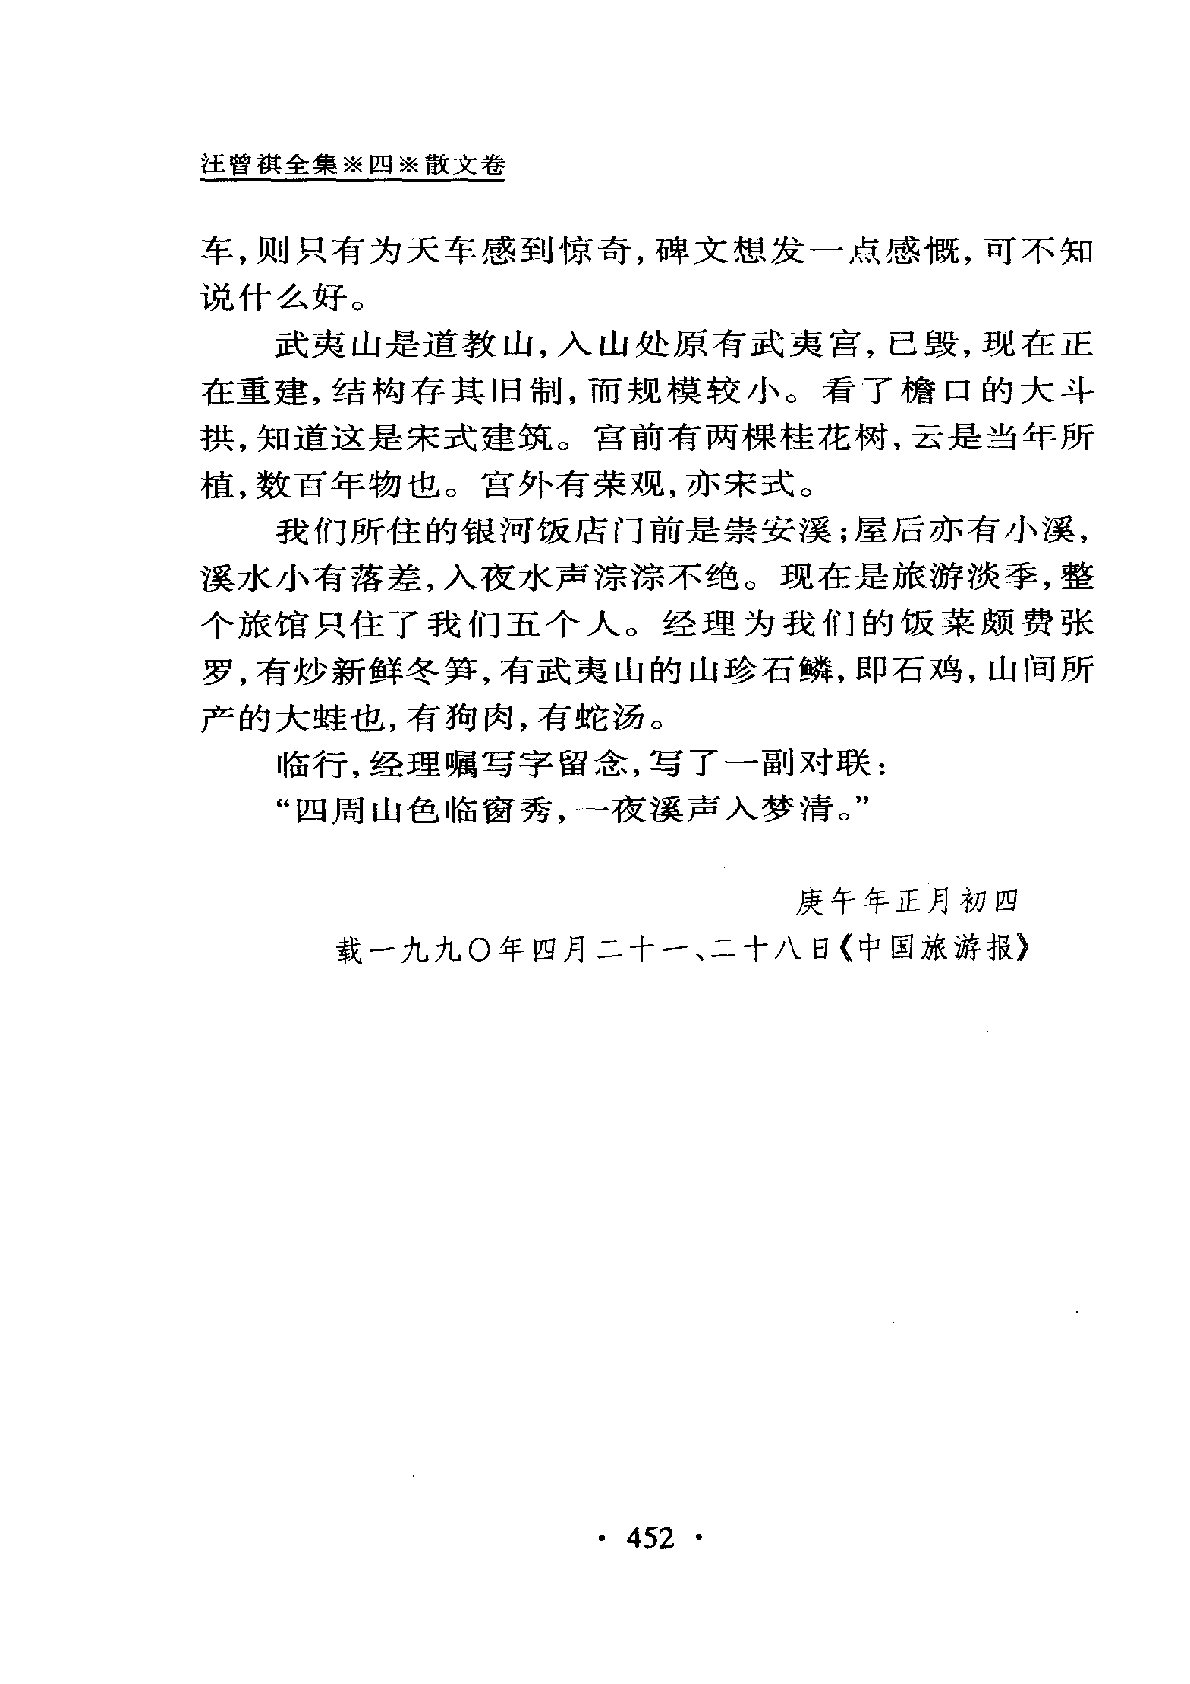 汪曾祺全集※四※散文卷
车,则只有为天车感到惊奇,碑文想发一点感慨,可不知
说什么好。
武夷山是道教山,入山处原有武夷宫,已毁,现在正
在重建,结构存其旧制,而规模较小。看了檐口的大斗
拱,知道这是宋式建筑。宫前有两棵桂花树,云是当年所
植,数百年物也。宫外有荣观,亦宋式。
我们所住的银河饭店门前是崇安溪;屋后亦有小溪,
溪水小有落差,入夜水声淙淙不绝。现在是旅游淡季,整
个旅馆只住了我们五个人。经理为我们的饭菜颇费张
罗,有炒新鲜冬笋,有武夷山的山珍石鳞,即石鸡,山间所
产的大蛙也,有狗肉,有蛇汤。
临行,经理嘱写字留念,写了一副对联:
“四周山色临窗秀,一夜溪声入梦清。”
庚午年正月初四
载一九九〇年四月二十一、二十八日《中国旅游报》
· 452 ·